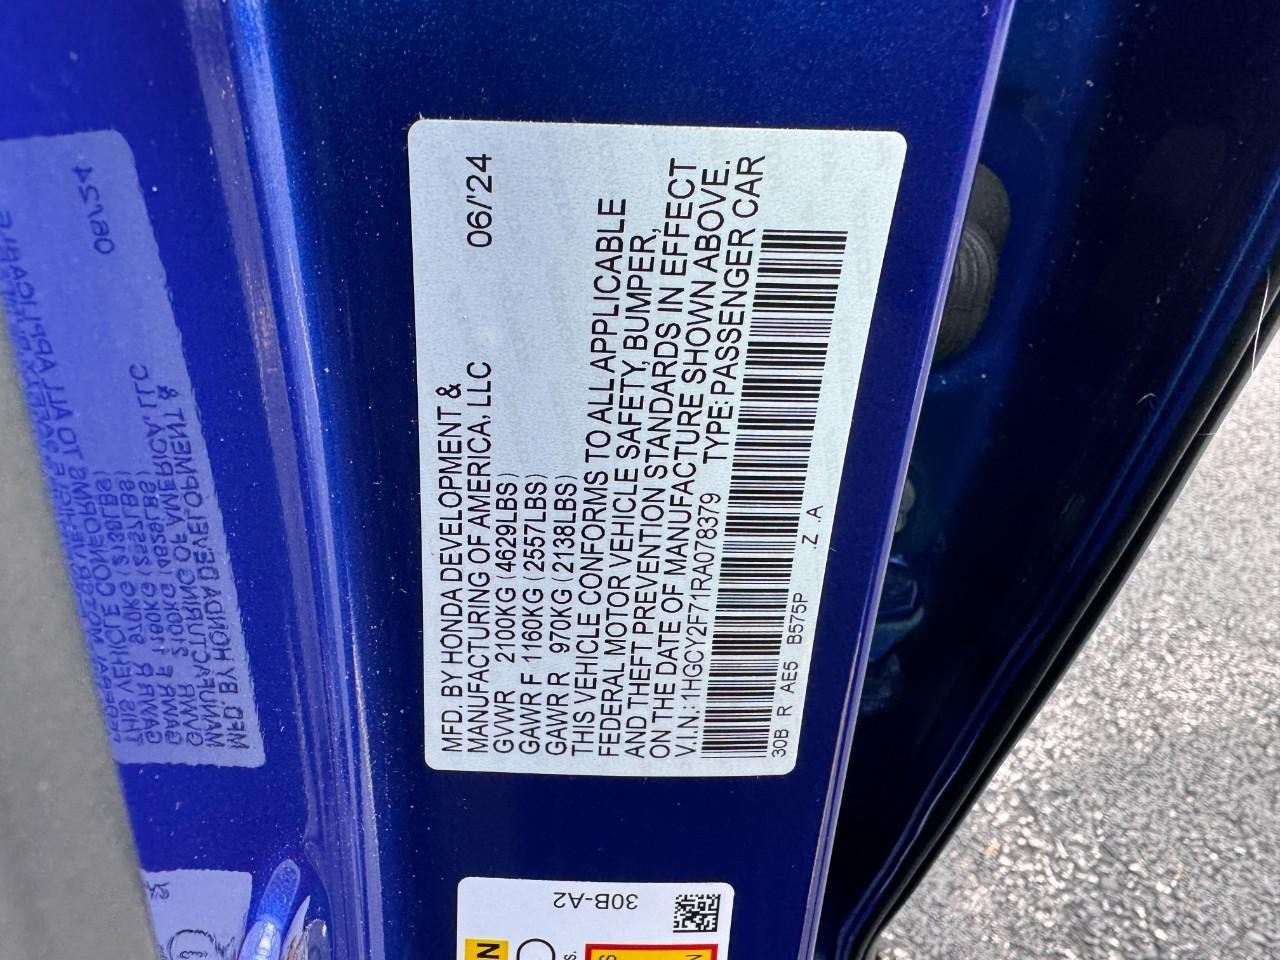 MFD. BY HONDA DEVELOPMENT &
MANUFACTURING OF AMERICA, LLC 06/'24
GVWR 2100KG (4629LBS)
GAWR F 1160KG (2557LBS)
GAWR R 970KG (2138LBS)
THIS VEHICLE CONFORMS TO ALL APPLICABLE
FEDERAL MOTOR VEHICLE SAFETY, BUMPER,
AND THEFT PREVENTION STANDARDS IN EFFECT
ON THE DATE OF MANUFACTURE SHOWN ABOVE.
V.I.N.: 1HGCY2F71RA078379 TYPE: PASSENGER CAR
30B R AE5 B575P .Z .A
30B-A2